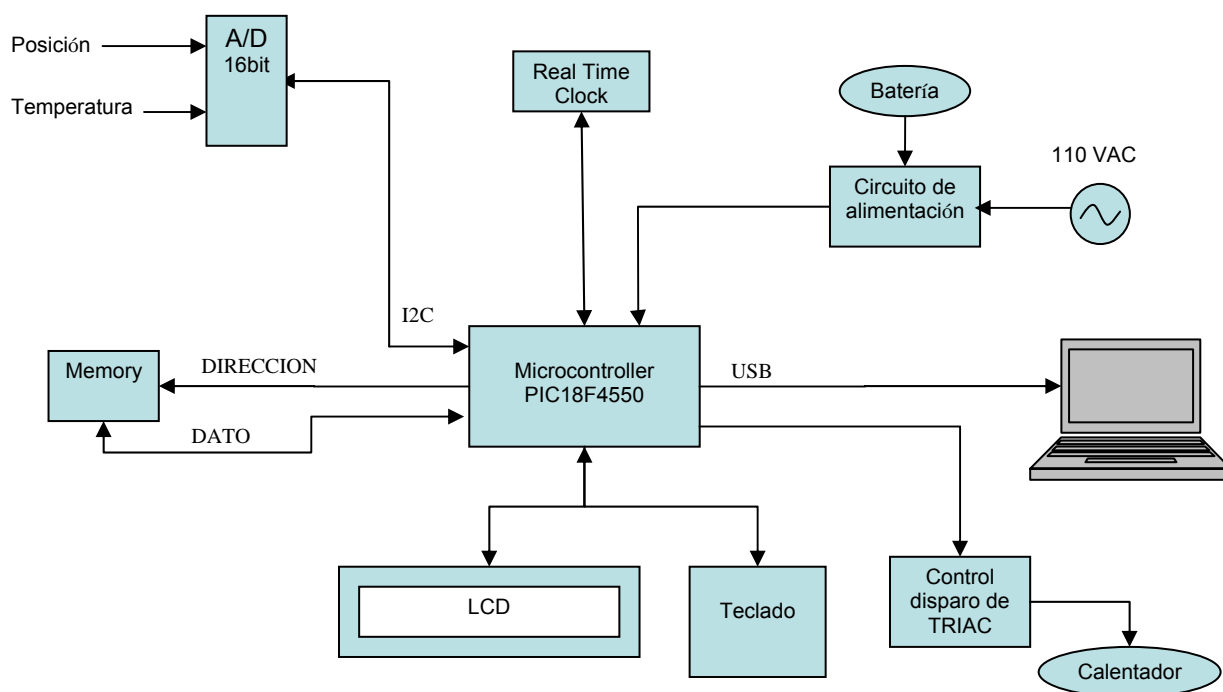 Posición
Temperatura
A/D
16bit
Real Time
Clock
Batería
110 VAC
Circuito de
alimentación
I2C
Memory
DIRECCION
DATO
Microcontroller
PIC18F4550
USB
LCD
Teclado
Control
disparo de
TRIAC
Calentador